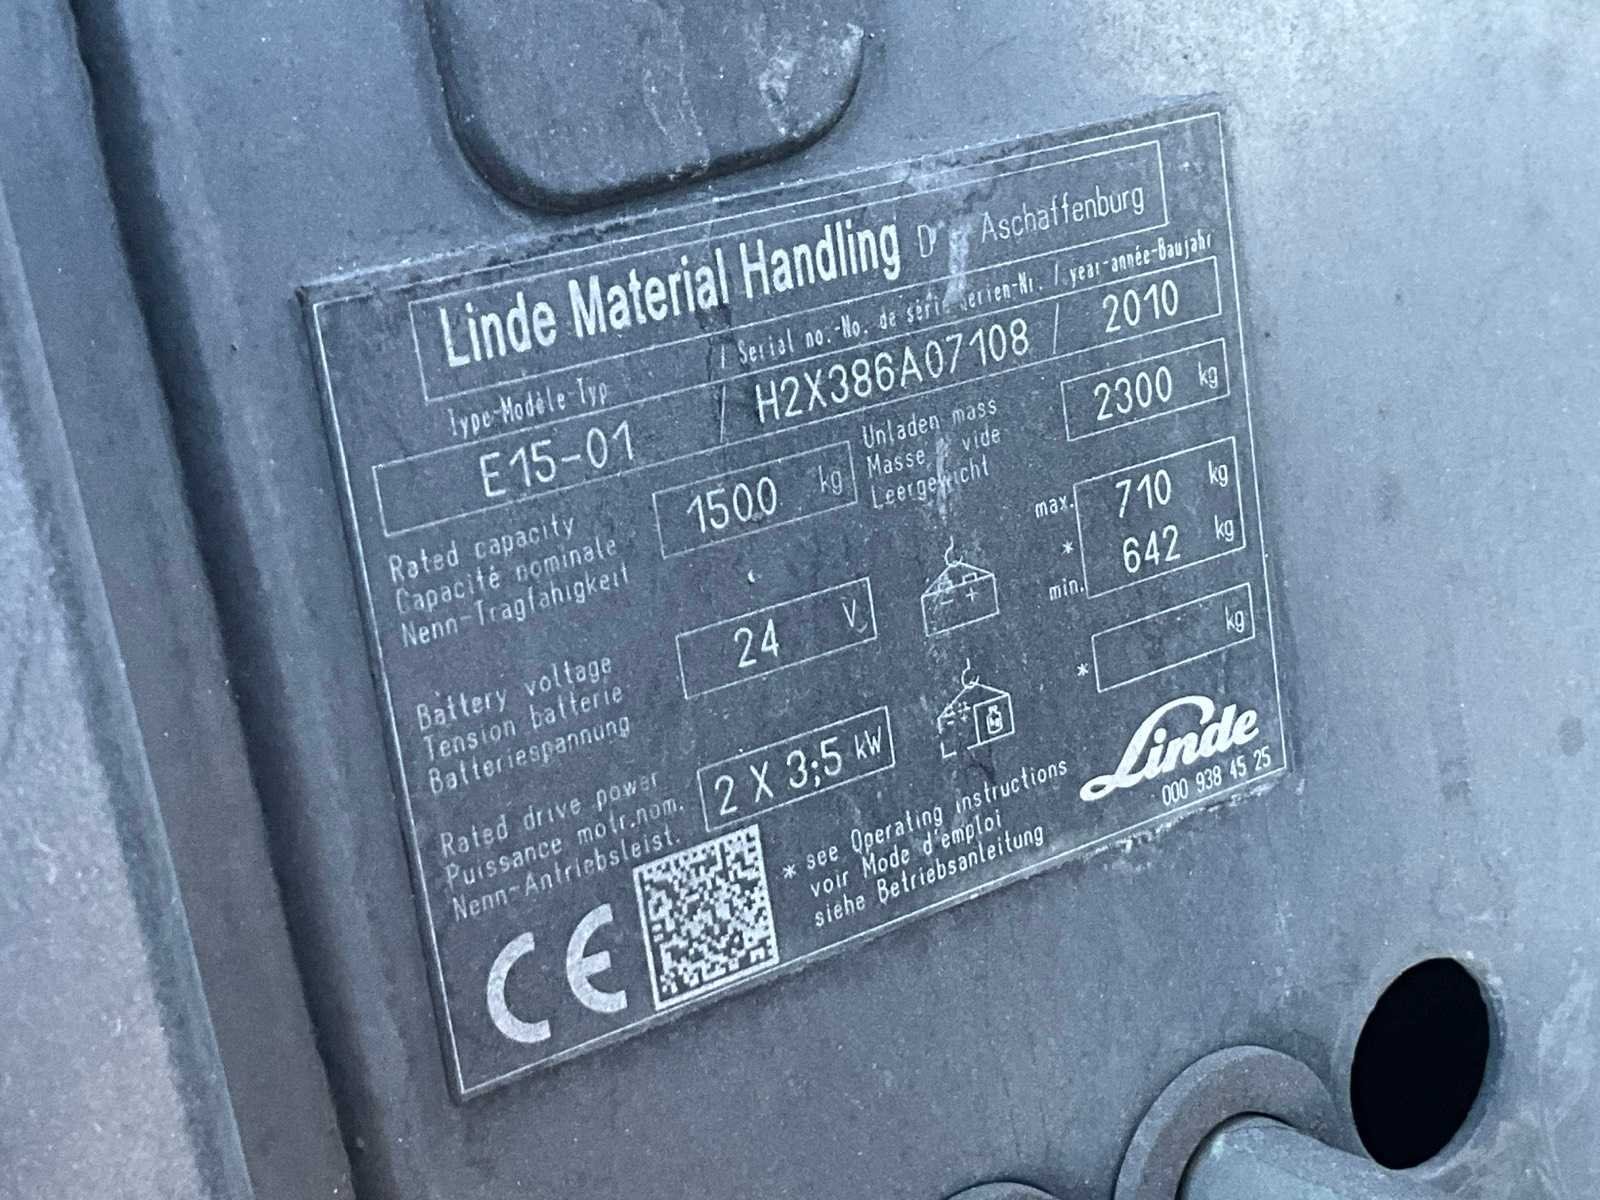 Linde Material Handling D Aschaffenburg
Type-Modèle-Typ / Serial no.-No. de série Serien-Nr. / year-année-Baujahr
E15-01 / H2X386A07108 / 2010
Rated capacity
Capacité nominale
Nenn-Tragfähigkeit
1500 kg
Unladen mass
Masse à vide
Leergewicht
2300 kg
Battery voltage
Tension batterie
Batteriespannung
24 V
max. 710 kg
*
min. 642 kg
* kg
Rated drive power
Puissance motr.nom.
Nenn-Antriebsleist.
2 X 3;5 kW
* see Operating instructions
voir Mode d'emploi
siehe Betriebsanleitung
Linde
000 938 45 25
CE